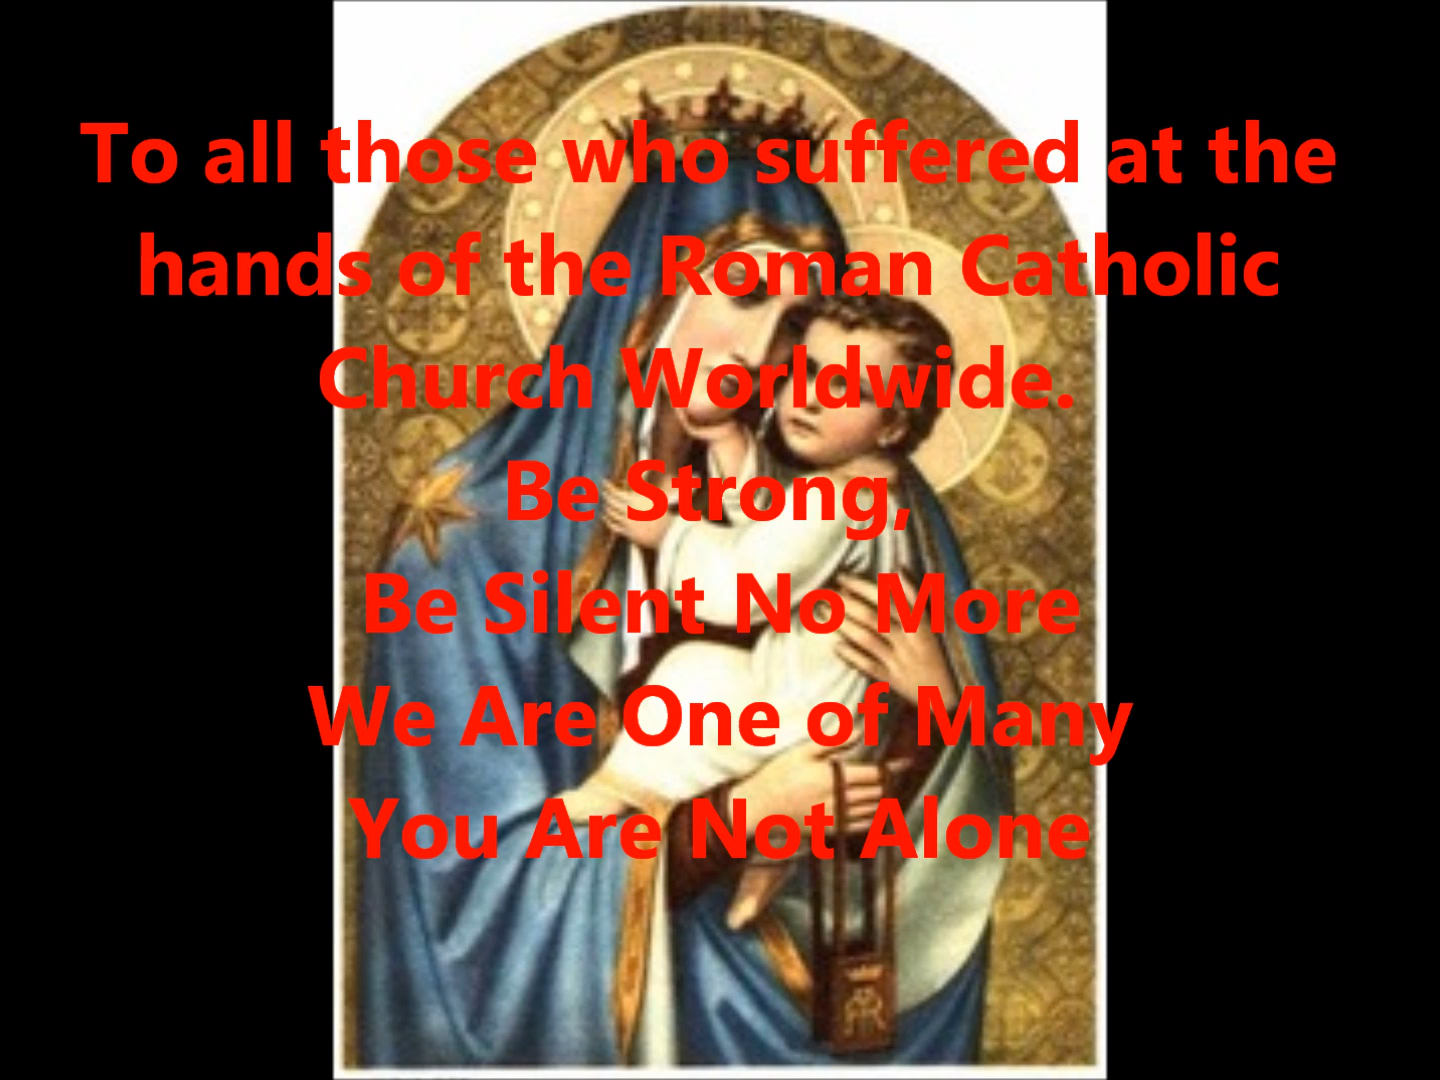 To all those who suffered at the
hands of the Roman Catholic
Church Worldwide.
Be Strong,
Be Silent No More
We Are One of Many
You Are Not Alone